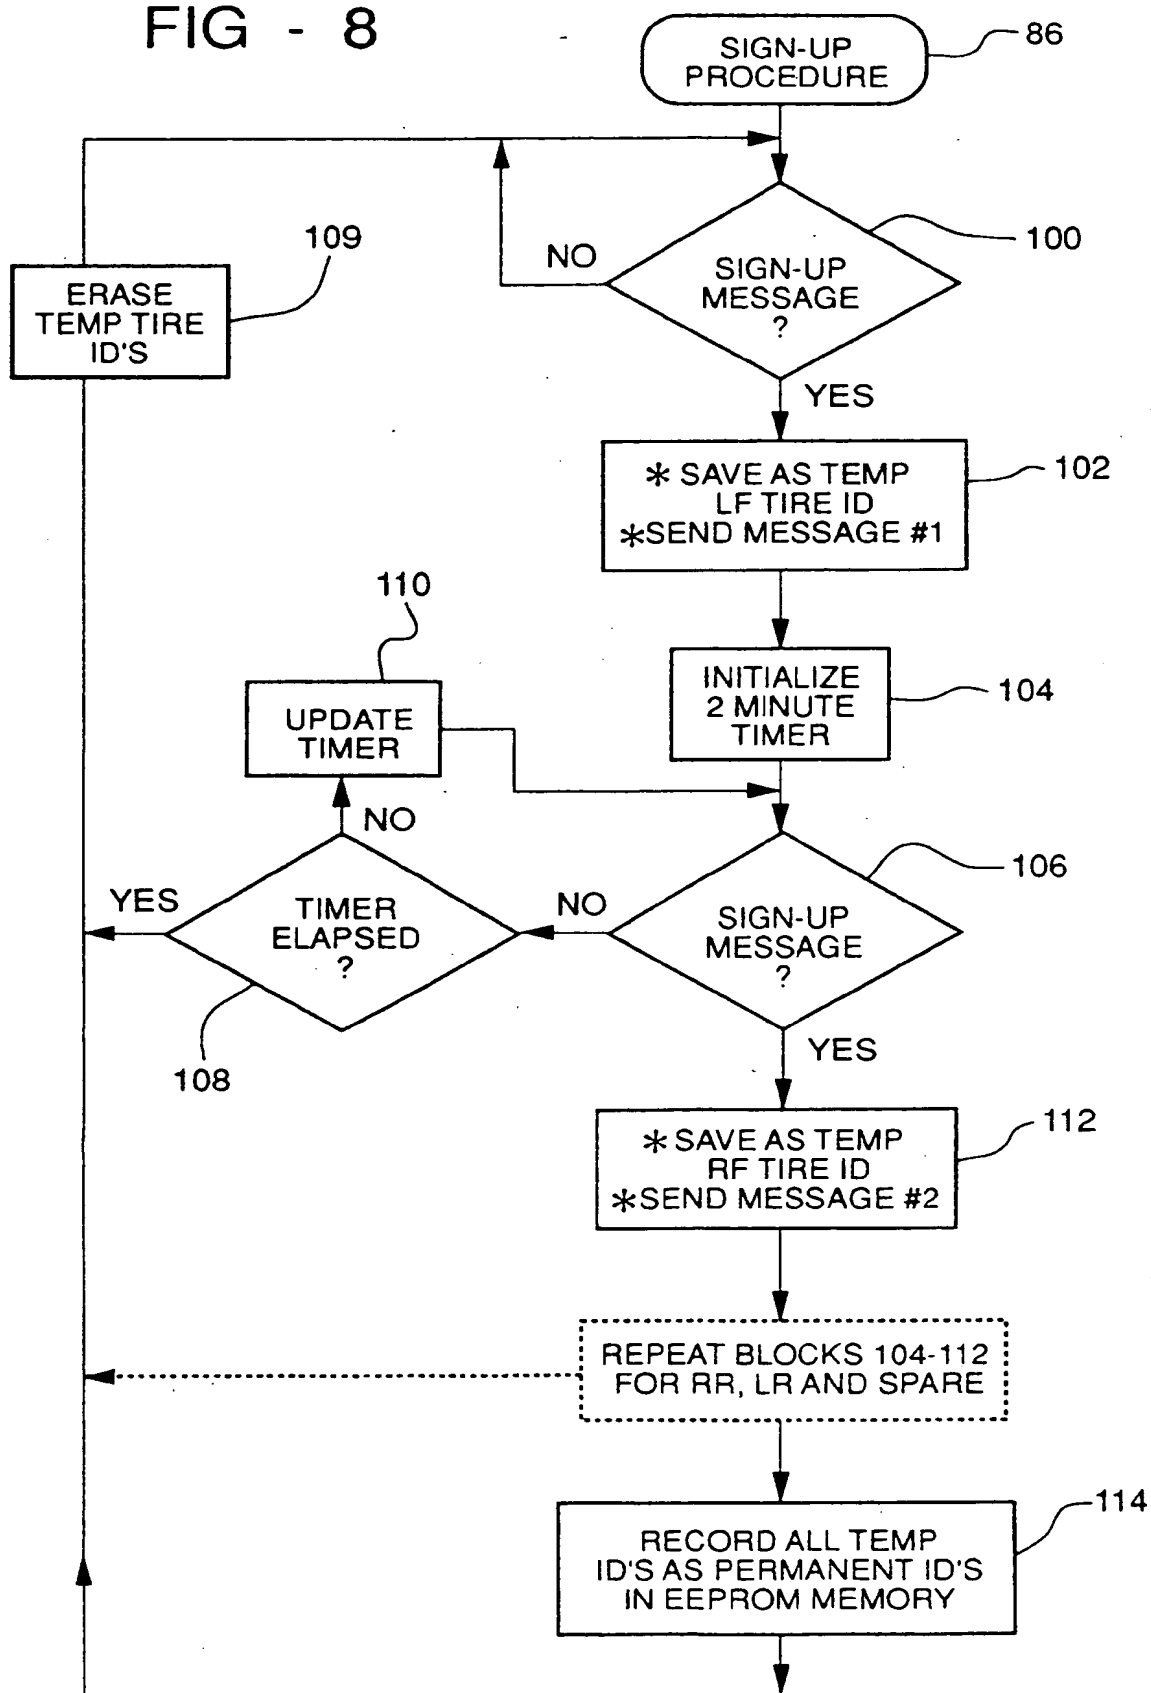 FIG - 8
SIGN-UP
PROCEDURE
86
109
ERASE
TEMP TIRE
ID'S
NO
SIGN-UP
MESSAGE
?
100
YES
* SAVE AS TEMP
LF TIRE ID
*SEND MESSAGE #1
102
110
UPDATE
TIMER
INITIALIZE
2 MINUTE
TIMER
104
NO
YES
TIMER
ELAPSED
?
108
NO
SIGN-UP
MESSAGE
?
106
YES
* SAVE AS TEMP
RF TIRE ID
*SEND MESSAGE #2
112
REPEAT BLOCKS 104-112
FOR RR, LR AND SPARE
RECORD ALL TEMP
ID'S AS PERMANENT ID'S
IN EEPROM MEMORY
114